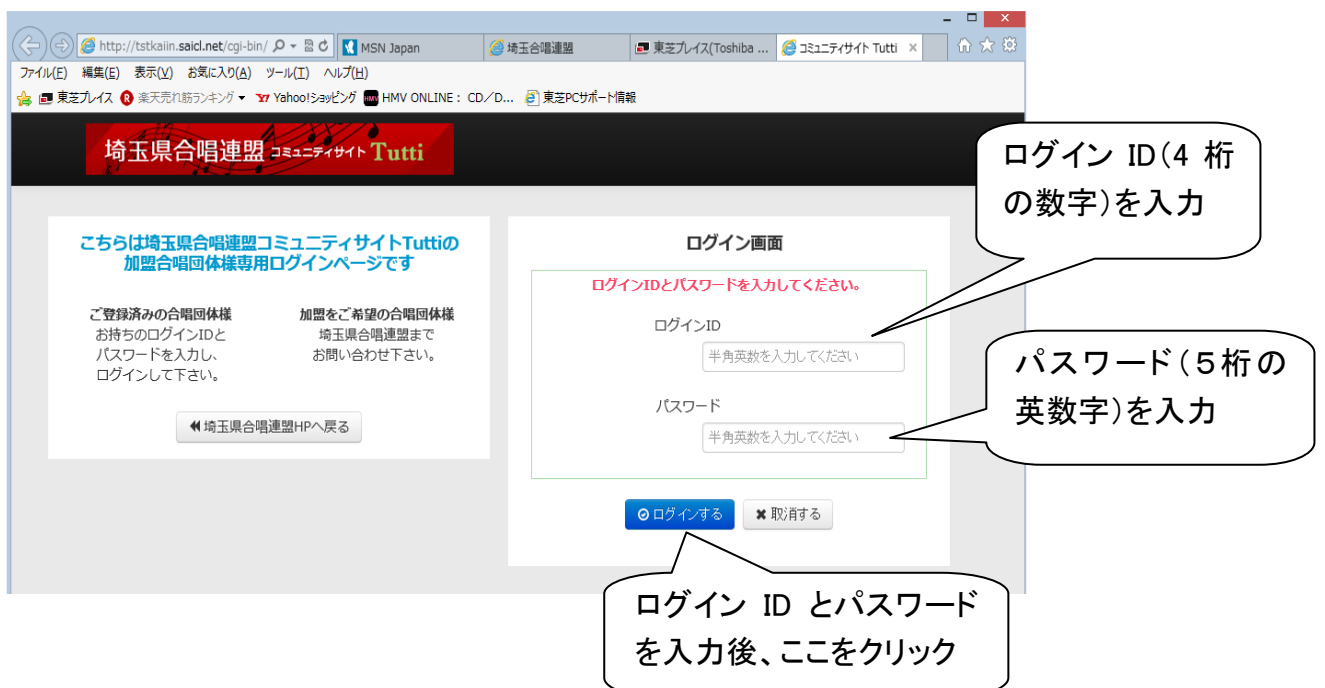 http://tstkaiin.saicl.net/cgi-bin/
MSN Japan
埼玉合唱連盟
東芝プレイス(Toshiba ...
コミュニティサイト Tutti
ファイル(F) 編集(E) 表示(V) お気に入り(A) ツール(T) ヘルプ(H)
東芝プレイス 楽天売れ筋ランキング Yahoo!ショッピング HMV ONLINE : CD/D... 東芝PCサポート情報
埼玉県合唱連盟 コミュニティサイト Tutti
こちらは埼玉県合唱連盟コミュニティサイトTuttiの
加盟合唱団体様専用ログインページです
ご登録済みの合唱団体様
お持ちのログインIDと
パスワードを入力し、
ログインして下さい。
加盟をご希望の合唱団体様
埼玉県合唱連盟まで
お問い合わせ下さい。
埼玉県合唱連盟HPへ戻る
ログイン画面
ログインIDとパスワードを入力してください。
ログインID
半角英数を入力してください
パスワード
半角英数を入力してください
ログインする
取消する
ログイン ID(4 桁
の数字)を入力
パスワード(5桁の
英数字)を入力
ログイン ID とパスワード
を入力後、ここをクリック